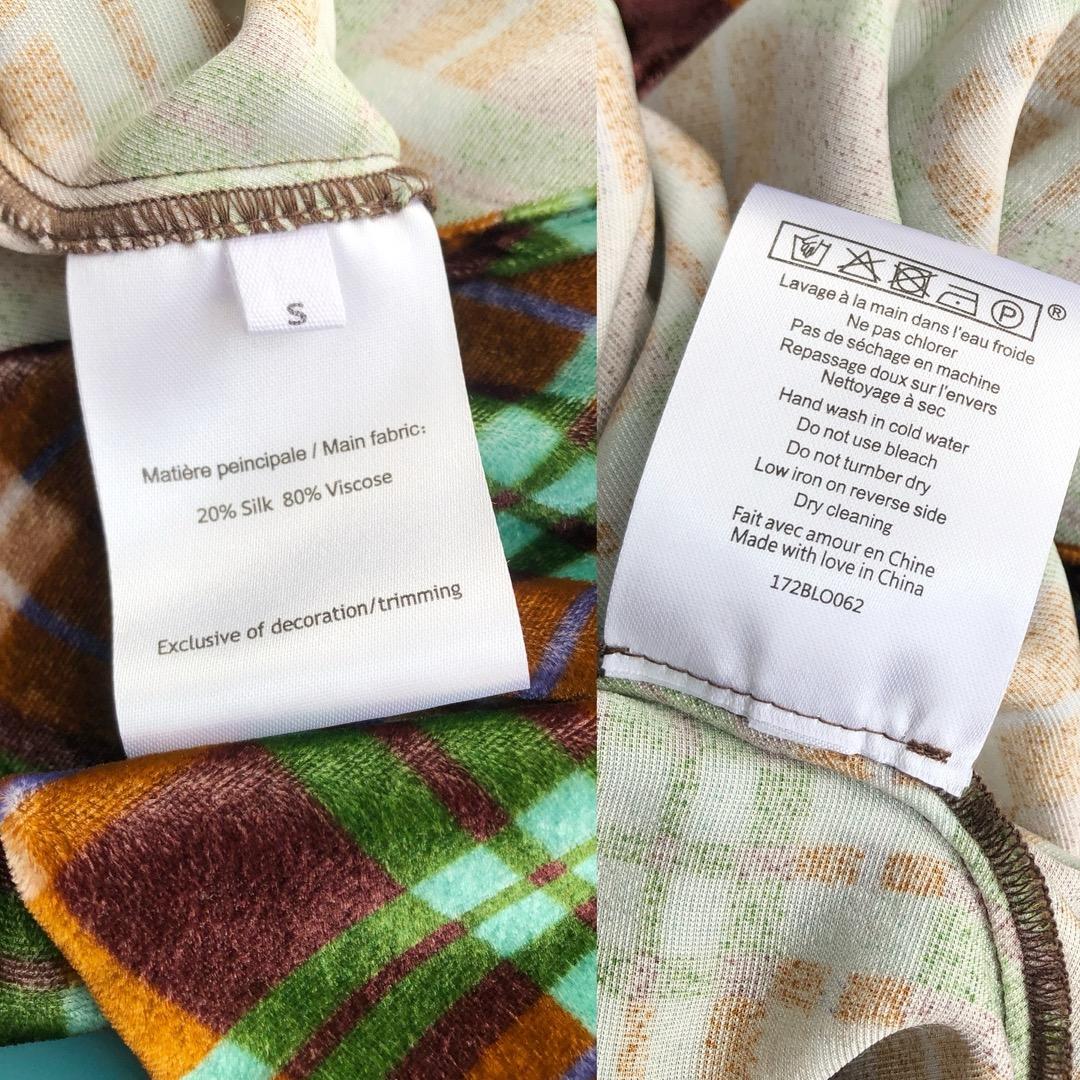 S
Matière peincipale / Main fabric:
20% Silk 80% Viscose
Exclusive of decoration/trimming
P ®
Lavage à la main dans l'eau froide
Ne pas chlorer
Pas de séchage en machine
Repassage doux sur l'envers
Nettoyage à sec
Hand wash in cold water
Do not use bleach
Do not turnber dry
Low iron on reverse side
Dry cleaning
Fait avec amour en Chine
Made with love in China
172BLO062